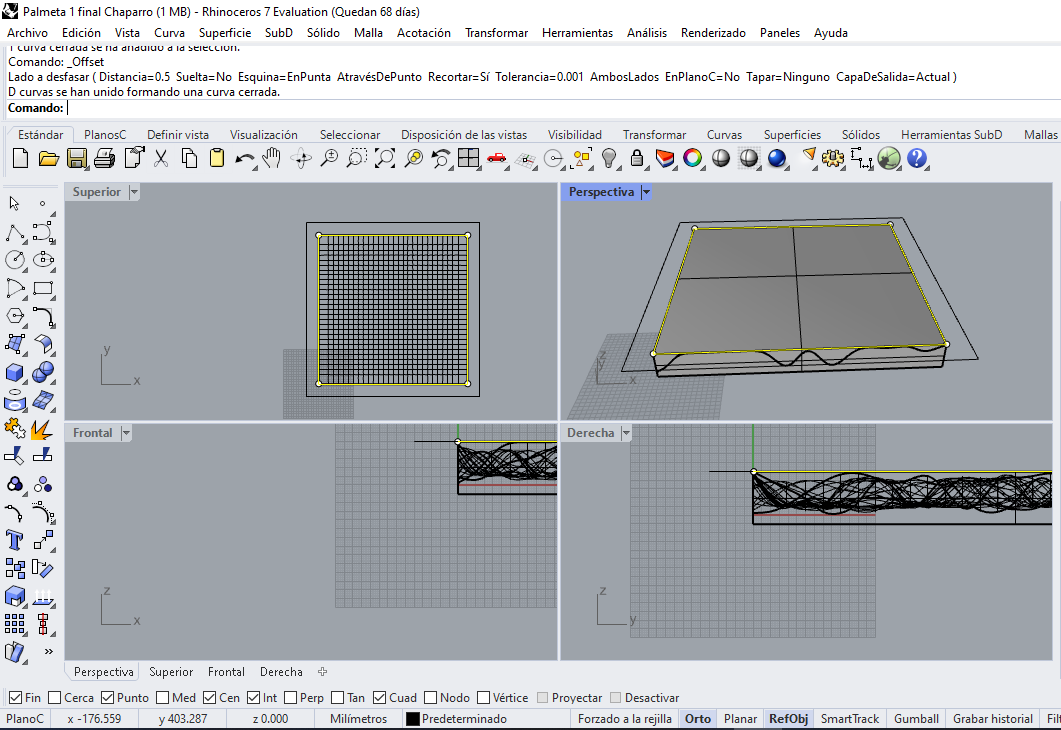 Palmeta 1 final Chaparro (1 MB) - Rhinoceros 7 Evaluation (Quedan 68 días)
Archivo Edición Vista Curva Superficie SubD Sólido Malla Acotación Transformar Herramientas Análisis Renderizado Paneles Ayuda
1 curva cerrada se ha añadido a la selección.
Comando: _Offset
Lado a desfasar ( Distancia=0.5 Suelta=No Esquina=EnPunta AtravésDePunto Recortar=Sí Tolerancia=0.001 AmbosLados EnPlanoC=No Tapar=Ninguno CapaDeSalida=Actual )
D curvas se han unido formando una curva cerrada.
Comando:
Estándar PlanosC Definir vista Visualización Seleccionar Disposición de las vistas Visibilidad Transformar Curvas Superficies Sólidos Herramientas SubD Mallas
Superior
Perspectiva
y
x
z
y
x
Frontal
Derecha
z
x
z
y
Perspectiva Superior Frontal Derecha
Fin Cerca Punto Med Cen Int Perp Tan Cuad Nodo Vértice Proyectar Desactivar
PlanoC x -176.559 y 403.287 z 0.000 Milímetros Predeterminado Forzado a la rejilla Orto Planar RefObj SmartTrack Gumball Grabar historial